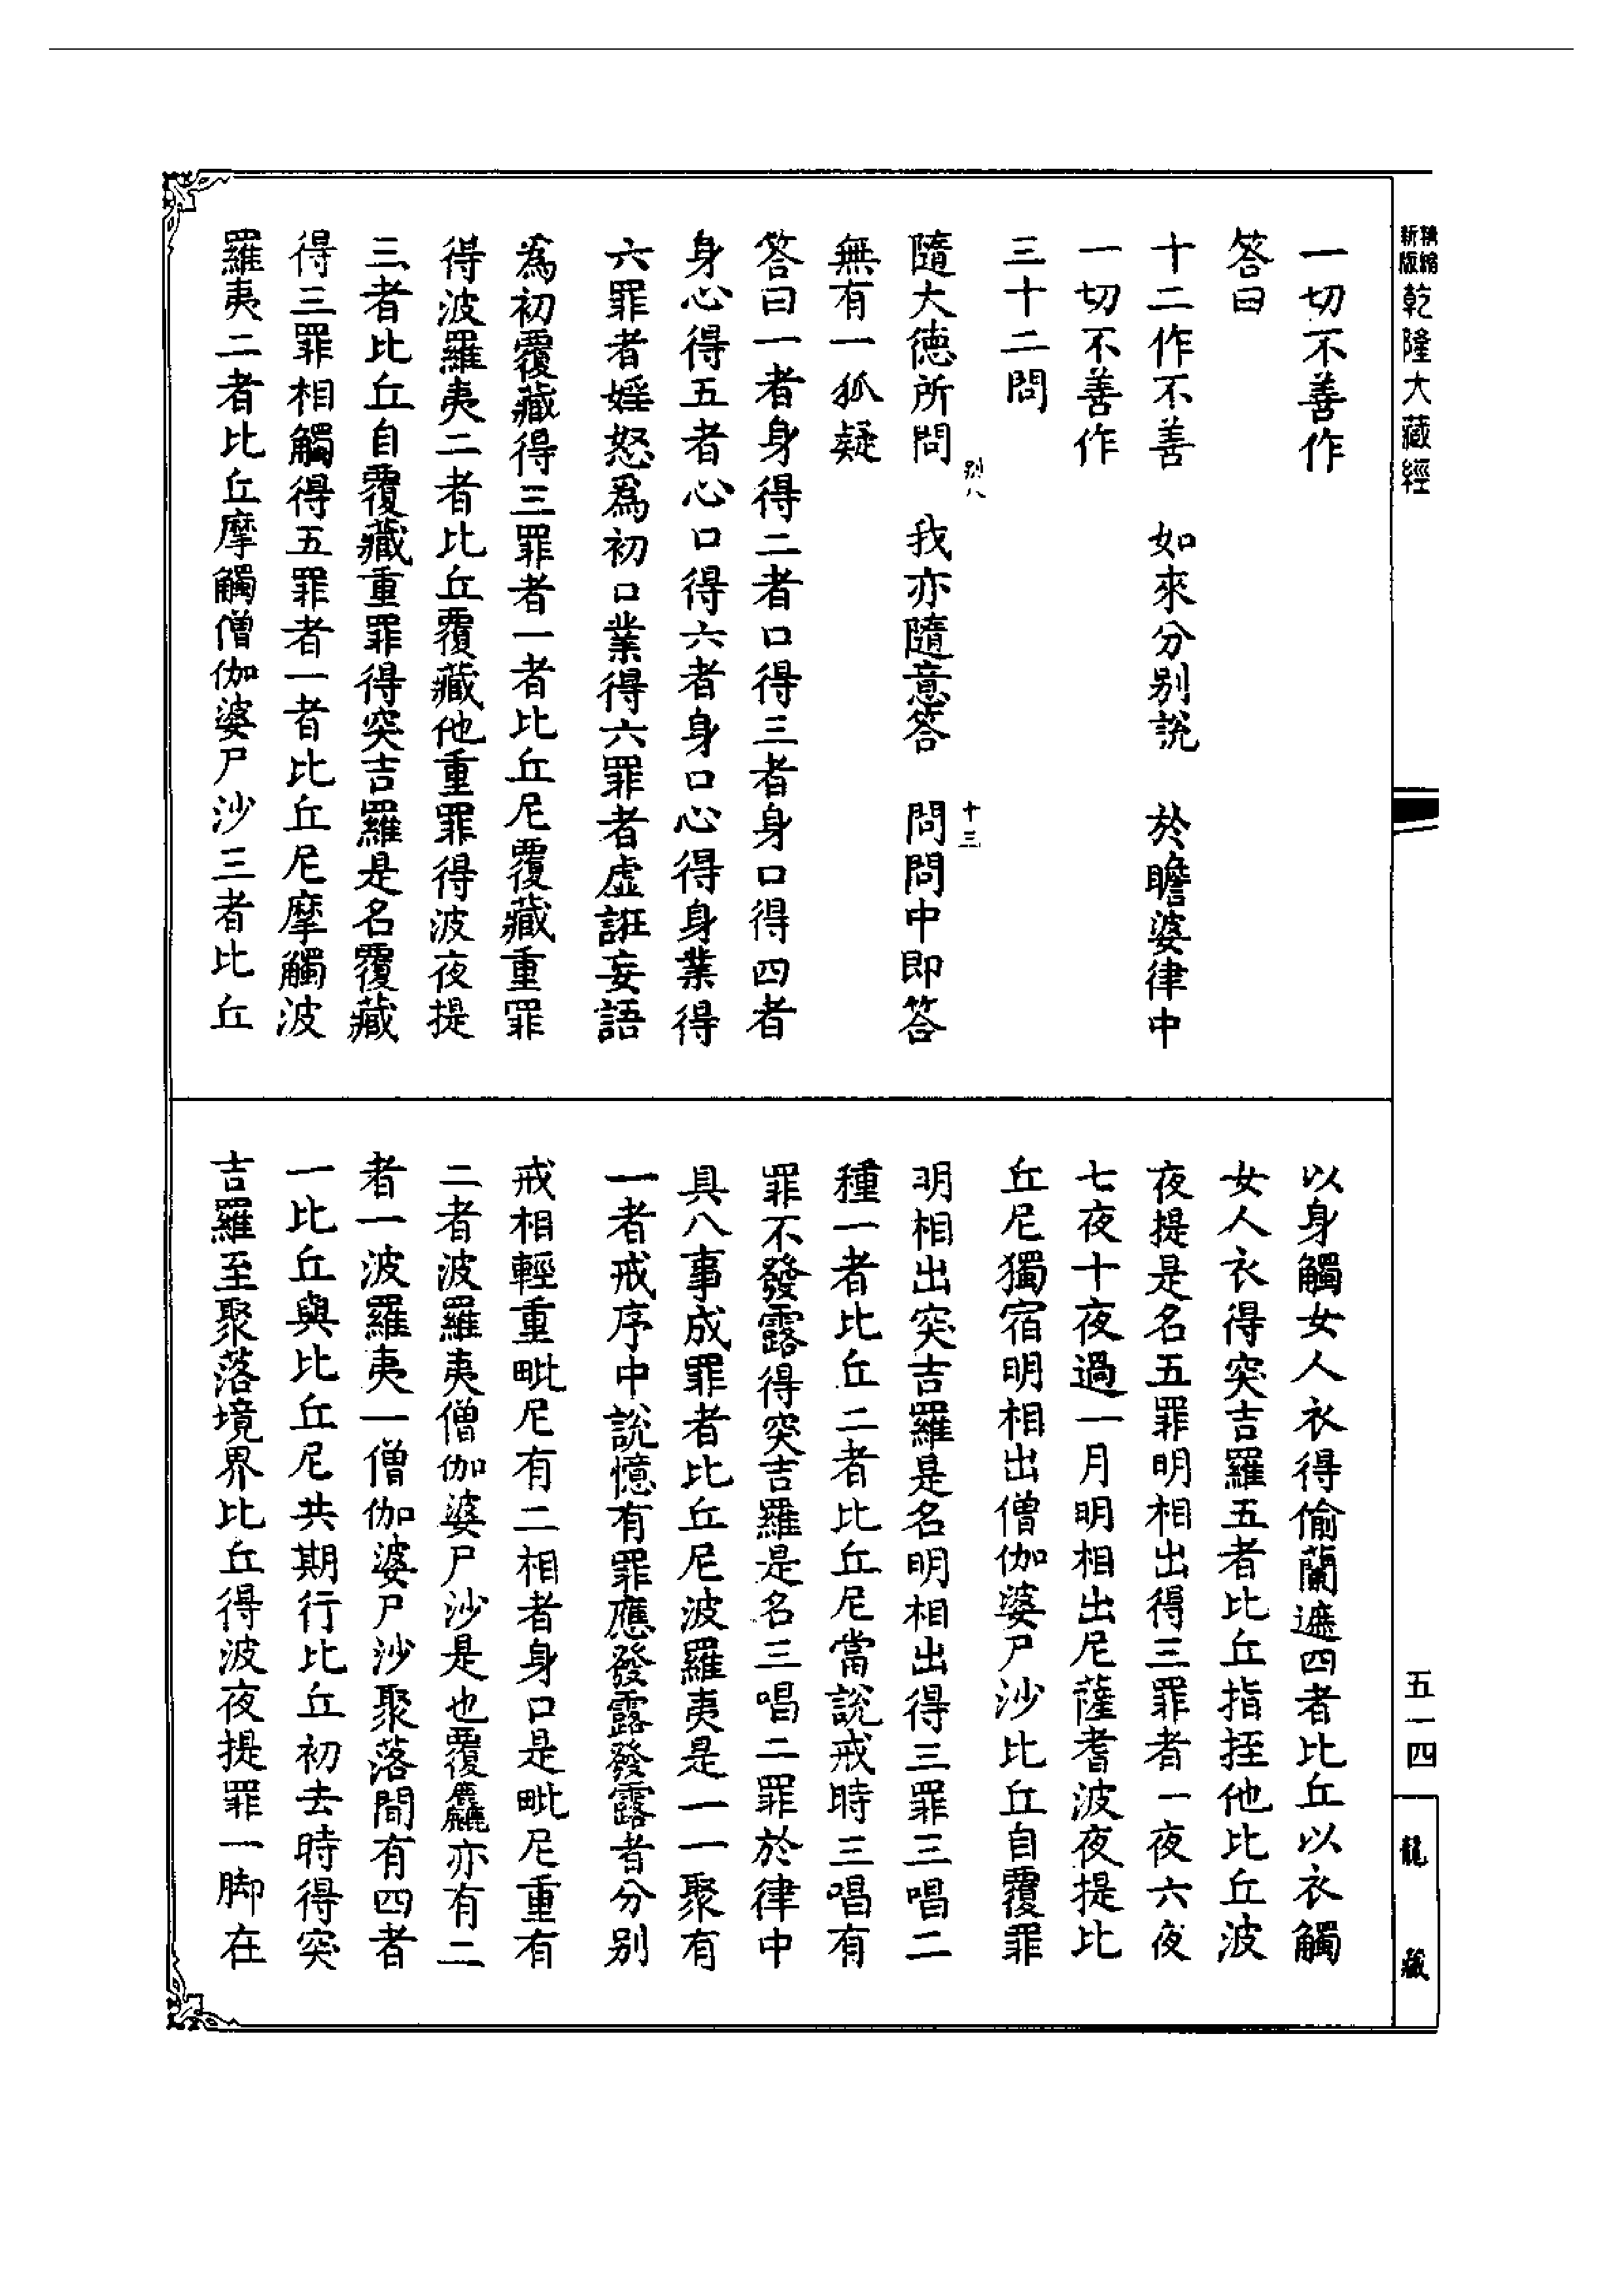 精縮新版乾隆大藏經
一切不善作
答曰
十二作不善　如來分別說　於瞻婆律中
一切不善作
三十二問
別八　十三
隨大德所問　我亦隨意答　問問中即答
無有一狐疑
答曰一者身得二者口得三者身口得四者
身心得五者心口得六者身口心得身業得
六罪者婬怒爲初口業得六罪者虛誑妄語
為初覆藏得三罪者一者比丘尼覆藏重罪
得波羅夷二者比丘覆藏他重罪得波夜提
三者比丘自覆藏重罪得突吉羅是名覆藏
得三罪相觸得五罪者一者比丘尼摩觸波
羅夷二者比丘摩觸僧伽婆尸沙三者比丘
以身觸女人衣得偷蘭遮四者比丘以衣觸
女人衣得突吉羅五者比丘指挃他比丘波
夜提是名五罪明相出得三罪者一夜六夜
七夜十夜過一月明相出尼薩耆波夜提比
丘尼獨宿明相出僧伽婆尸沙比丘自覆罪
明相出突吉羅是名明相出得三罪三唱二
種一者比丘二者比丘尼當說戒時三唱有
罪不發露得突吉羅是名三唱二罪於律中
具八事成罪者比丘尼波羅夷是一一聚有
一者戒序中說憶有罪應發露發露者分別
戒相輕重毗尼有二相者身口是毗尼重有
二者波羅夷僧伽婆尸沙是也覆麤亦有二
者一波羅夷一僧伽婆尸沙聚落間有四者
一比丘與比丘尼共期行比丘初去時得突
吉羅至聚落境界比丘得波夜提罪一脚在
五一四
龍藏